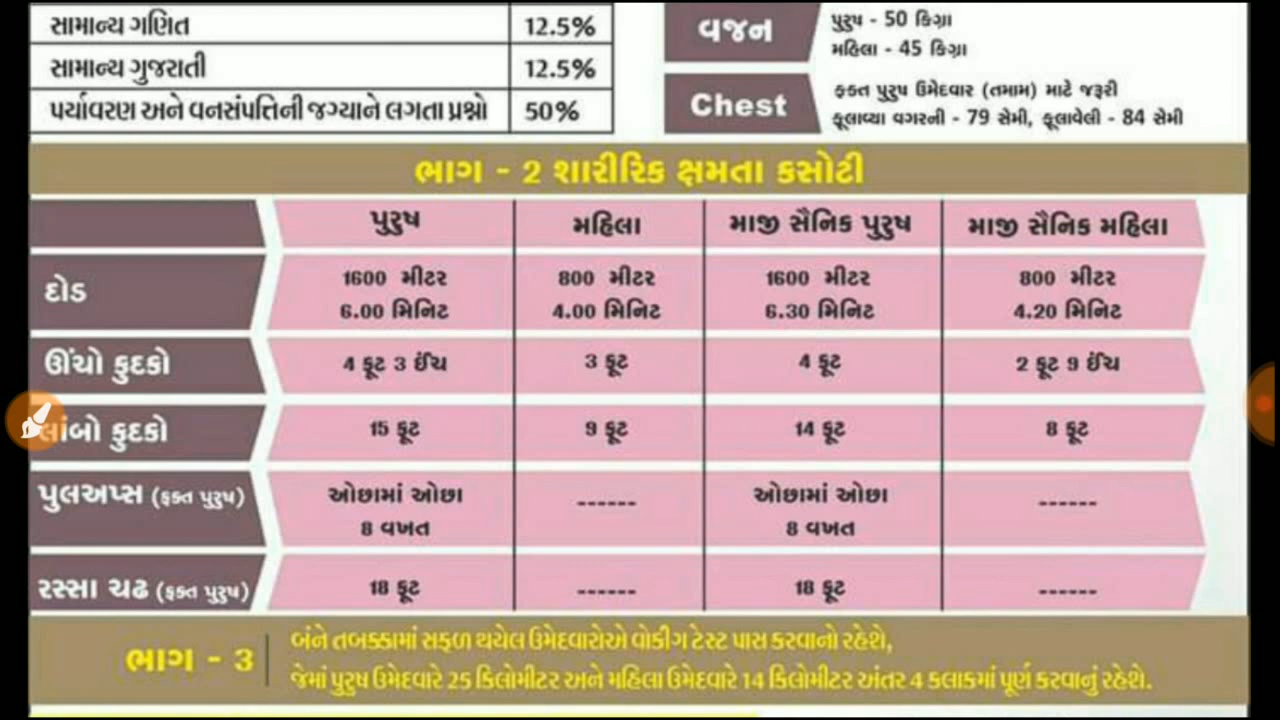 સામાન્ય ગણિત 12.5%
સામાન્ય ગુજરાતી 12.5%
પર્યાવરણ અને વનસંપત્તિની જગ્યાને લગતા પ્રશ્નો 50%
વજન
પુરુષ - 50 કિગ્રા
મહિલા - 45 કિગ્રા
Chest
ફક્ત પુરુષ ઉમેદવાર (તમામ) માટે જરૂરી
ફૂલાવ્યા વગરની - 79 સેમી, ફૂલાવેલી - 84 સેમી
ભાગ - 2 શારીરિક ક્ષમતા કસોટી
પુરુષ મહિલા માજી સૈનિક પુરુષ માજી સૈનિક મહિલા
દોડ
1600 મીટર 800 મીટર 1600 મીટર 800 મીટર
6.00 મિનિટ 4.00 મિનિટ 6.30 મિનિટ 4.20 મિનિટ
ઊંચો કુદકો 4 ફૂટ 3 ઈંચ 3 ફૂટ 4 ફૂટ 2 ફૂટ 9 ઈંચ
લાંબો કુદકો 15 ફૂટ 9 ફૂટ 14 ફૂટ 8 ફૂટ
પુલઅપ્સ (ફક્ત પુરુષ) ઓછામાં ઓછા ------ ઓછામાં ઓછા ------
8 વખત 8 વખત
રસ્સા ચઢ (ફક્ત પુરુષ) 18 ફૂટ ------ 18 ફૂટ ------
ભાગ - 3
બંને તબક્કામાં સફળ થયેલ ઉમેદવારોએ વોકીગ ટેસ્ટ પાસ કરવાનો રહેશે,
જેમાં પુરુષ ઉમેદવારે 25 કિલોમીટર અને મહિલા ઉમેદવારે 14 કિલોમીટર અંતર 4 કલાકમાં પૂર્ણ કરવાનું રહેશે.